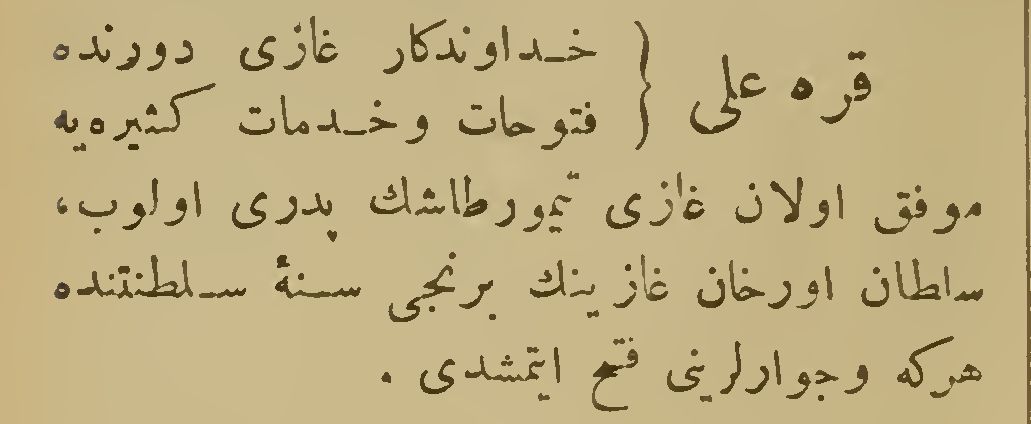 قره علی } خداوندکار غازی دورنده
فتوحات وخدمات کثیره‌یه
موفق اولان غازی تیمورطاشك پدری اولوب،
سلطان اورخان غازینك برنجی سنهٔ سلطنتنده
هرکه وجوارلرینی فتح ایتمشدی .